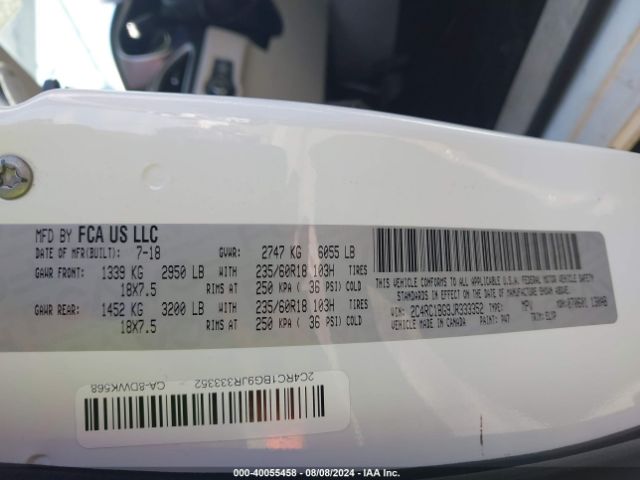 MFD BY FCA US LLC
DATE OF MFR(BUILT): 7-18 GVWR: 2747 KG 6055 LB
GAWR FRONT: 1339 KG 2950 LB WITH 235/60R18 103H TIRES
18X7.5 RIMS AT 250 KPA ( 36 PSI) COLD
GAWR REAR: 1452 KG 3200 LB WITH 235/60R18 103H TIRES
18X7.5 RIMS AT 250 KPA ( 36 PSI) COLD
THIS VEHICLE CONFORMS TO ALL APPLICABLE U.S.A. FEDERAL MOTOR VEHICLE SAFETY
STANDARDS IN EFFECT ON THE DATE OF MANUFACTURE SHOWN ABOVE.
VIN: 2C4RC1BG9JR333352 TYPE: MPV MDH:070501 130AB
MADE IN CANADA PAINT: PW7 TRIM:
2C4RC1BG9JR333352
CA-8DWK568
000-40055458 - 08/08/2024 - IAA Inc.